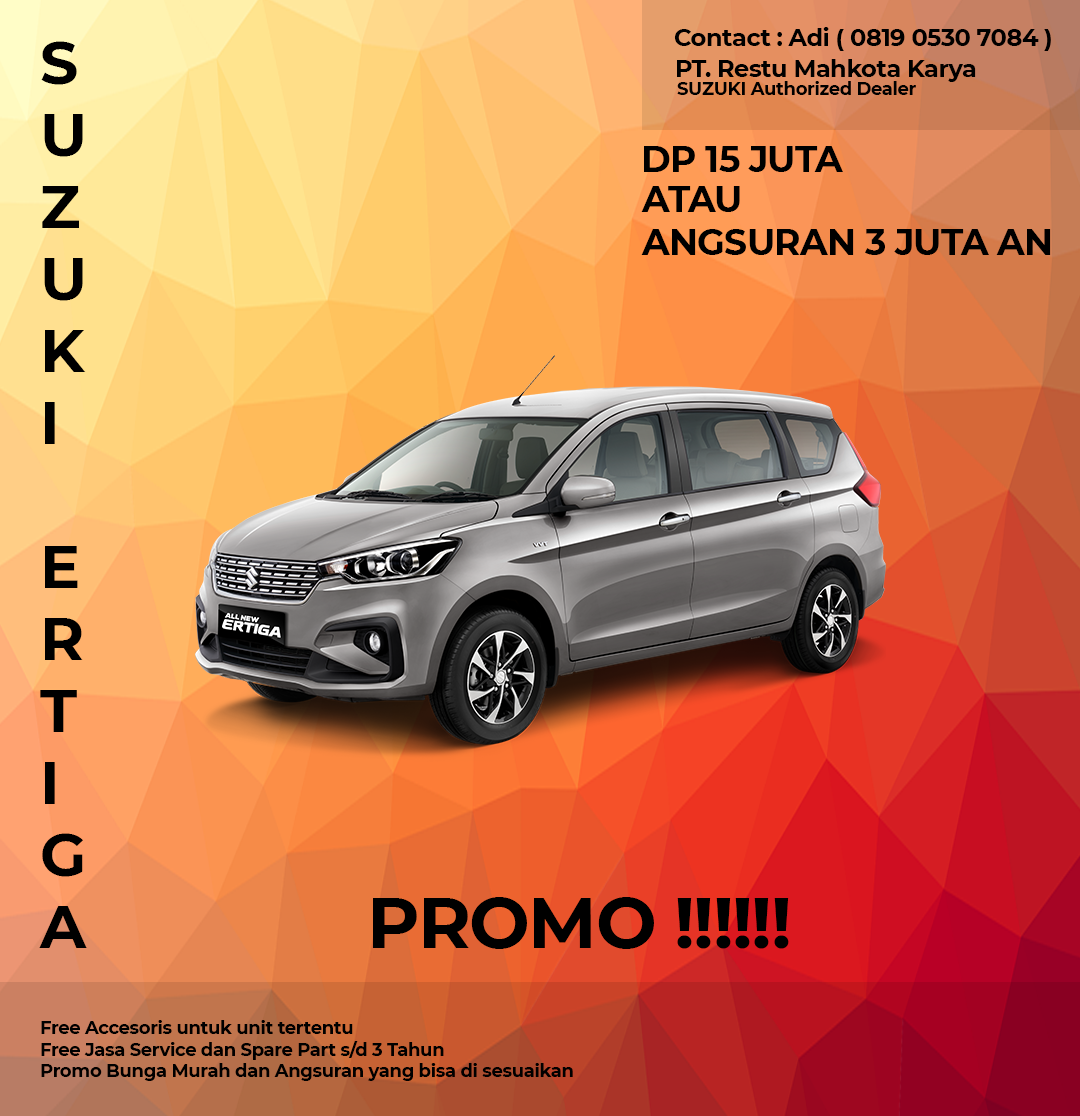 SUZUKI ERTIGA
Contact : Adi ( 0819 0530 7084 )
PT. Restu Mahkota Karya
SUZUKI Authorized Dealer
DP 15 JUTA
ATAU
ANGSURAN 3 JUTA AN
ALL NEW
ERTIGA
PROMO !!!!!!
Free Accesoris untuk unit tertentu
Free Jasa Service dan Spare Part s/d 3 Tahun
Promo Bunga Murah dan Angsuran yang bisa di sesuaikan